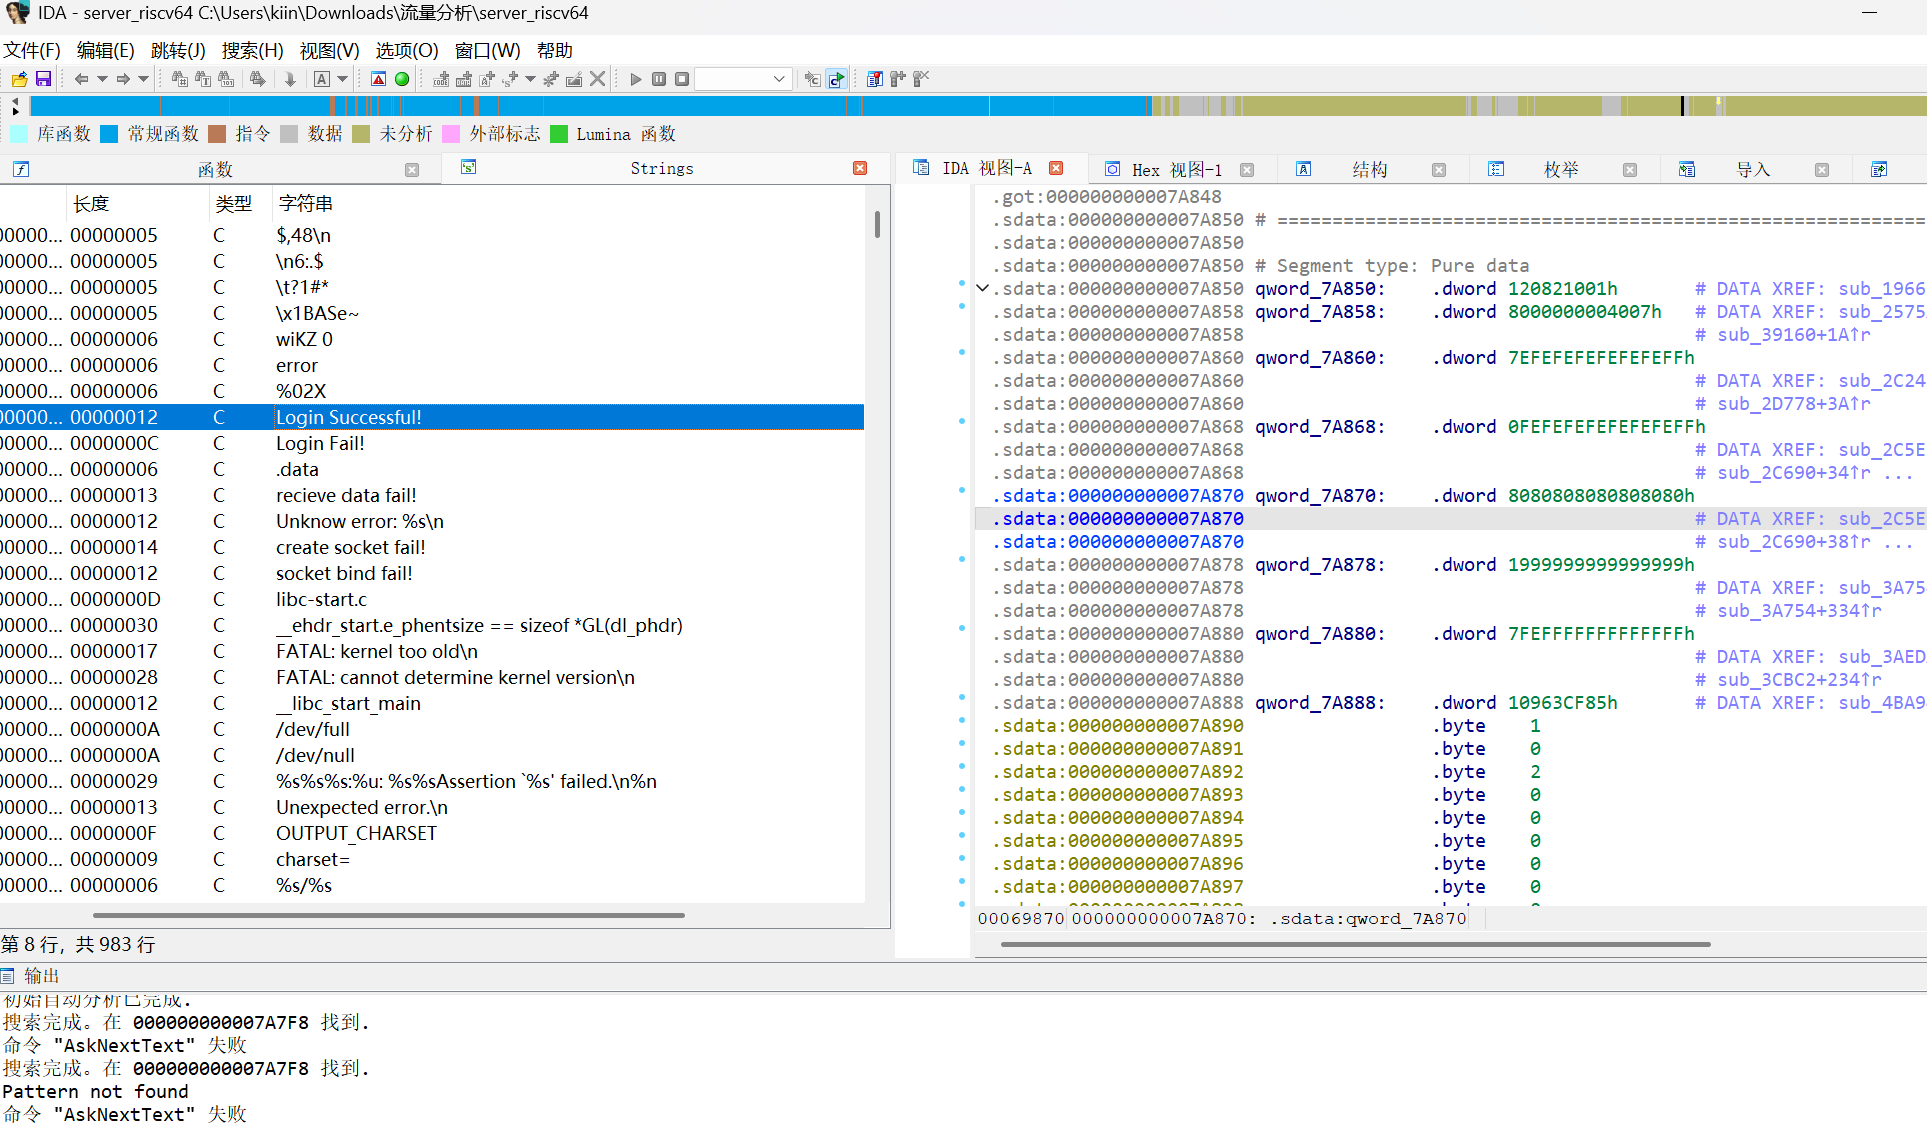 IDA - server_riscv64 C:\Users\kiin\Downloads\流量分析\server_riscv64
文件(F) 编辑(E) 跳转(J) 搜索(H) 视图(V) 选项(O) 窗口(W) 帮助
库函数 常规函数 指令 数据 未分析 外部标志 Lumina 函数
函数 Strings
长度 类型 字符串
00000... 00000005 C $,48\n
00000... 00000005 C \n6:.$
00000... 00000005 C \t?1#*
00000... 00000005 C \x1BASe~
00000... 00000006 C wiKZ 0
00000... 00000006 C error
00000... 00000006 C %02X
00000... 00000012 C Login Successful!
00000... 0000000C C Login Fail!
00000... 00000006 C .data
00000... 00000013 C recieve data fail!
00000... 00000012 C Unknow error: %s\n
00000... 00000014 C create socket fail!
00000... 00000012 C socket bind fail!
00000... 0000000D C libc-start.c
00000... 00000030 C __ehdr_start.e_phentsize == sizeof *GL(dl_phdr)
00000... 00000017 C FATAL: kernel too old\n
00000... 00000028 C FATAL: cannot determine kernel version\n
00000... 00000012 C __libc_start_main
00000... 0000000A C /dev/full
00000... 0000000A C /dev/null
00000... 00000029 C %s%s%s:%u: %s%sAssertion `%s' failed.\n%n
00000... 00000013 C Unexpected error.\n
00000... 0000000F C OUTPUT_CHARSET
00000... 00000009 C charset=
00000... 00000006 C %s/%s
第 8 行，共 983 行
IDA 视图-A Hex 视图-1 结构 枚举 导入
.got:000000000007A848
.sdata:000000000007A850 # ===========================================================
.sdata:000000000007A850
.sdata:000000000007A850 # Segment type: Pure data
.sdata:000000000007A850 qword_7A850: .dword 120821001h # DATA XREF: sub_1966
.sdata:000000000007A858 qword_7A858: .dword 8000000004007h # DATA XREF: sub_2575
.sdata:000000000007A858 # sub_39160+1A↑r
.sdata:000000000007A860 qword_7A860: .dword 7EFEFEFEFEFEFEFFh
.sdata:000000000007A860 # DATA XREF: sub_2C24
.sdata:000000000007A860 # sub_2D778+3A↑r
.sdata:000000000007A868 qword_7A868: .dword 0FEFEFEFEFEFEFEFFh
.sdata:000000000007A868 # DATA XREF: sub_2C5E
.sdata:000000000007A868 # sub_2C690+34↑r ...
.sdata:000000000007A870 qword_7A870: .dword 8080808080808080h
.sdata:000000000007A870 # DATA XREF: sub_2C5E
.sdata:000000000007A870 # sub_2C690+38↑r ...
.sdata:000000000007A878 qword_7A878: .dword 1999999999999999h
.sdata:000000000007A878 # DATA XREF: sub_3A75
.sdata:000000000007A878 # sub_3A754+334↑r
.sdata:000000000007A880 qword_7A880: .dword 7FEFFFFFFFFFFFFFh
.sdata:000000000007A880 # DATA XREF: sub_3AED
.sdata:000000000007A880 # sub_3CBC2+234↑r
.sdata:000000000007A888 qword_7A888: .dword 10963CF85h # DATA XREF: sub_4BA9
.sdata:000000000007A890 .byte 1
.sdata:000000000007A891 .byte 0
.sdata:000000000007A892 .byte 2
.sdata:000000000007A893 .byte 0
.sdata:000000000007A894 .byte 0
.sdata:000000000007A895 .byte 0
.sdata:000000000007A896 .byte 0
.sdata:000000000007A897 .byte 0
00069870 000000000007A870: .sdata:qword_7A870
输出
初始自动分析已完成.
搜索完成。在 000000000007A7F8 找到.
命令 "AskNextText" 失败
搜索完成。在 000000000007A7F8 找到.
Pattern not found
命令 "AskNextText" 失败